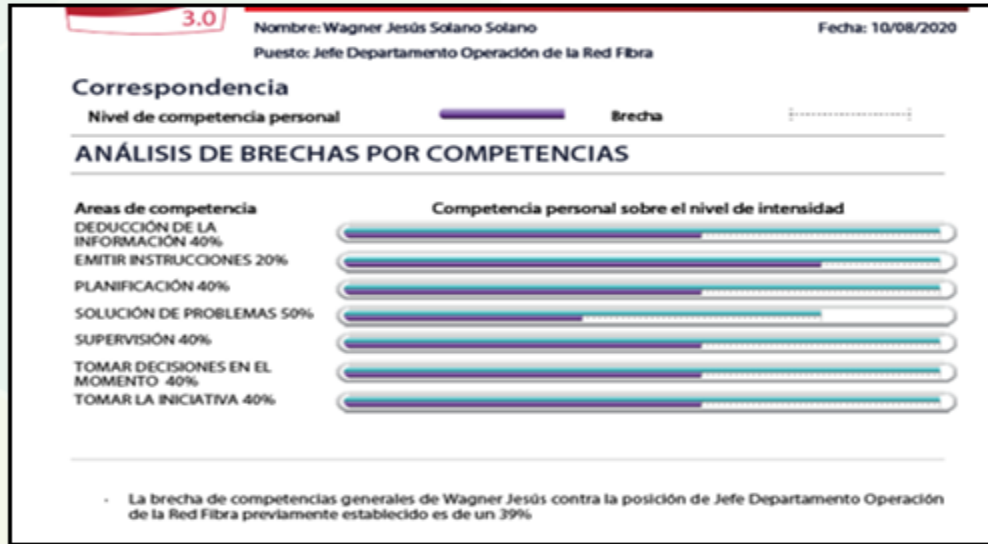 3.0
Nombre: Wagner Jesús Solano Solano
Fecha: 10/08/2020
Puesto: Jefe Departamento Operación de la Red Fibra
Correspondencia
Nivel de competencia personal
Brecha
ANÁLISIS DE BRECHAS POR COMPETENCIAS
Areas de competencia
Competencia personal sobre el nivel de intensidad
DEDUCCIÓN DE LA
INFORMACIÓN 40%
EMITIR INSTRUCCIONES 20%
PLANIFICACIÓN 40%
SOLUCIÓN DE PROBLEMAS 50%
SUPERVISIÓN 40%
TOMAR DECISIONES EN EL
MOMENTO 40%
TOMAR LA INICIATIVA 40%
- La brecha de competencias generales de Wagner Jesús contra la posición de Jefe Departamento Operación
de la Red Fibra previamente establecido es de un 39%